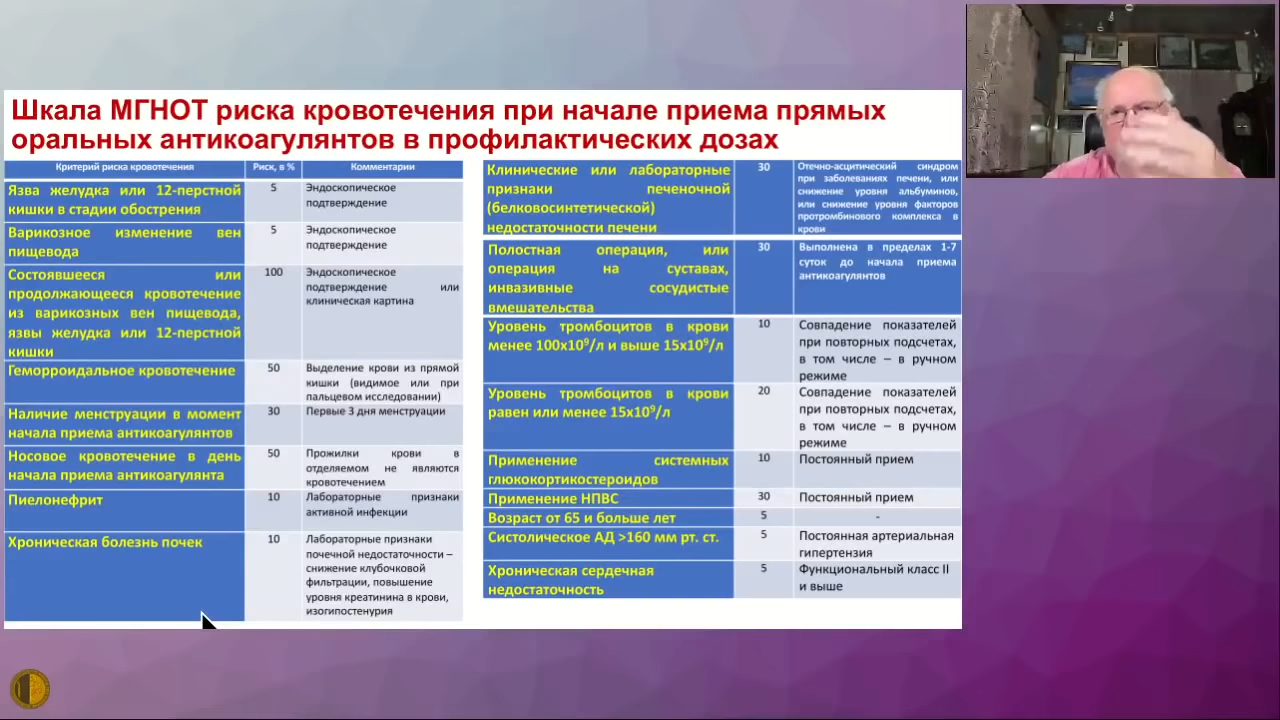 Шкала МГНОТ риска кровотечения при начале приема прямых
оральных антикоагулянтов в профилактических дозах
Критерий риска кровотечения
Риск, в %
Комментарии
Язва желудка или 12-перстной
кишки в стадии обострения
5
Эндоскопическое
подтверждение
Варикозное изменение вен
пищевода
5
Эндоскопическое
подтверждение
Состоявшееся или
продолжающееся кровотечение
из варикозных вен пищевода,
язвы желудка или 12-перстной
кишки
100
Эндоскопическое
подтверждение или
клиническая картина
Геморроидальное кровотечение
50
Выделение крови из прямой
кишки (видимое или при
пальцевом исследовании)
Наличие менструации в момент
начала приема антикоагулянтов
30
Первые 3 дня менструации
Носовое кровотечение в день
начала приема антикоагулянта
50
Прожилки крови в
отделяемом не являются
кровотечением
Пиелонефрит
10
Лабораторные признаки
активной инфекции
Хроническая болезнь почек
10
Лабораторные признаки
почечной недостаточности –
снижение клубочковой
фильтрации, повышение
уровня креатинина в крови,
изогипостенурия
Клинические или лабораторные
признаки печеночной
(белковосинтетической)
недостаточности печени
30
Отечно-асцитический синдром
при заболеваниях печени, или
снижение уровня альбуминов,
или снижение уровня факторов
протромбинового комплекса в
крови
Полостная операция, или
операция на суставах,
инвазивные сосудистые
вмешательства
30
Выполнена в пределах 1-7
суток до начала приема
антикоагулянтов
Уровень тромбоцитов в крови
менее 100х10⁹/л и выше 15х10⁹/л
10
Совпадение показателей
при повторных подсчетах,
в том числе – в ручном
режиме
Уровень тромбоцитов в крови
равен или менее 15х10⁹/л
20
Совпадение показателей
при повторных подсчетах,
в том числе – в ручном
режиме
Применение системных
глюкокортикостероидов
10
Постоянный прием
Применение НПВС
30
Постоянный прием
Возраст от 65 и больше лет
5
-
Систолическое АД >160 мм рт. ст.
5
Постоянная артериальная
гипертензия
Хроническая сердечная
недостаточность
5
Функциональный класс II
и выше